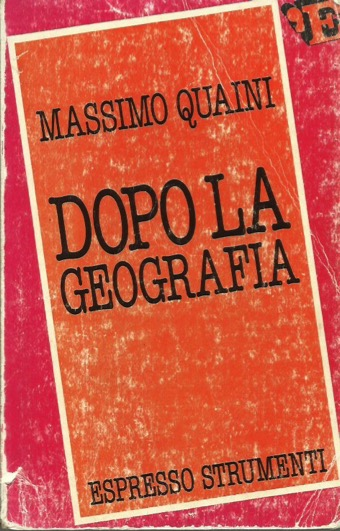 MASSIMO QUAINI
DOPO LA
GEOGRAFIA
ESPRESSO STRUMENTI